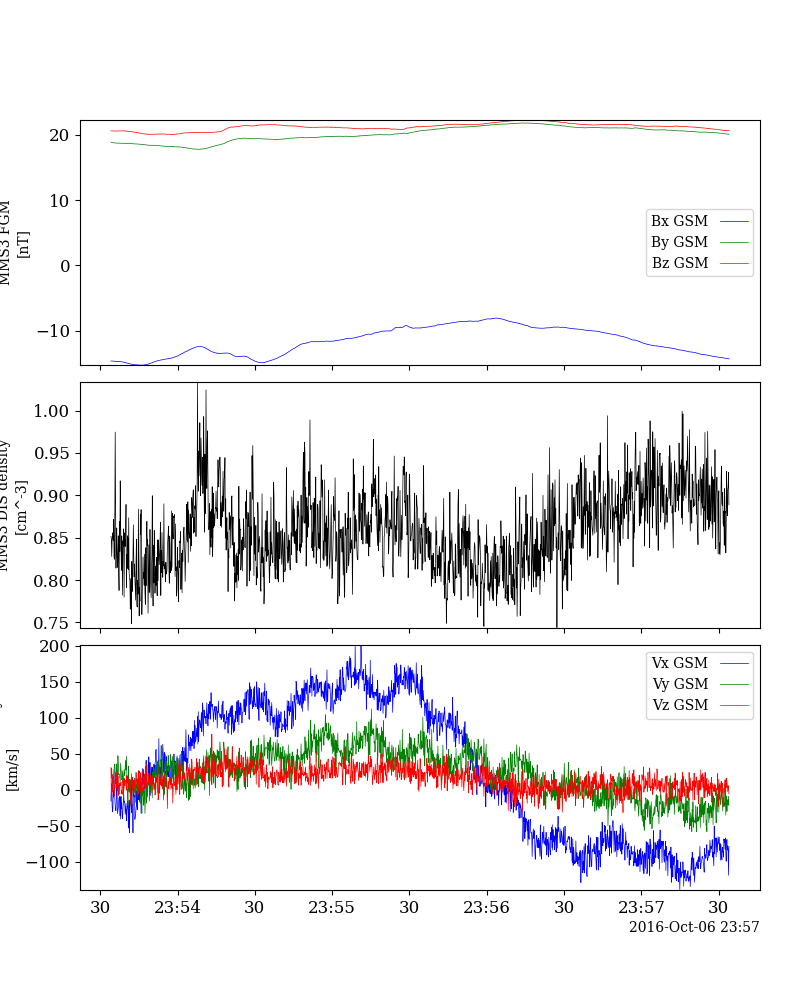 20
10
0
−10
MMS3 FGM
[nT]
Bx GSM
By GSM
Bz GSM
1.00
0.95
0.90
0.85
0.80
0.75
MMS3 DIS density
[cm^-3]
200
150
100
50
0
−50
−100
[km/s]
Vx GSM
Vy GSM
Vz GSM
30 23:54 30 23:55 30 23:56 30 23:57 30
2016-Oct-06 23:57